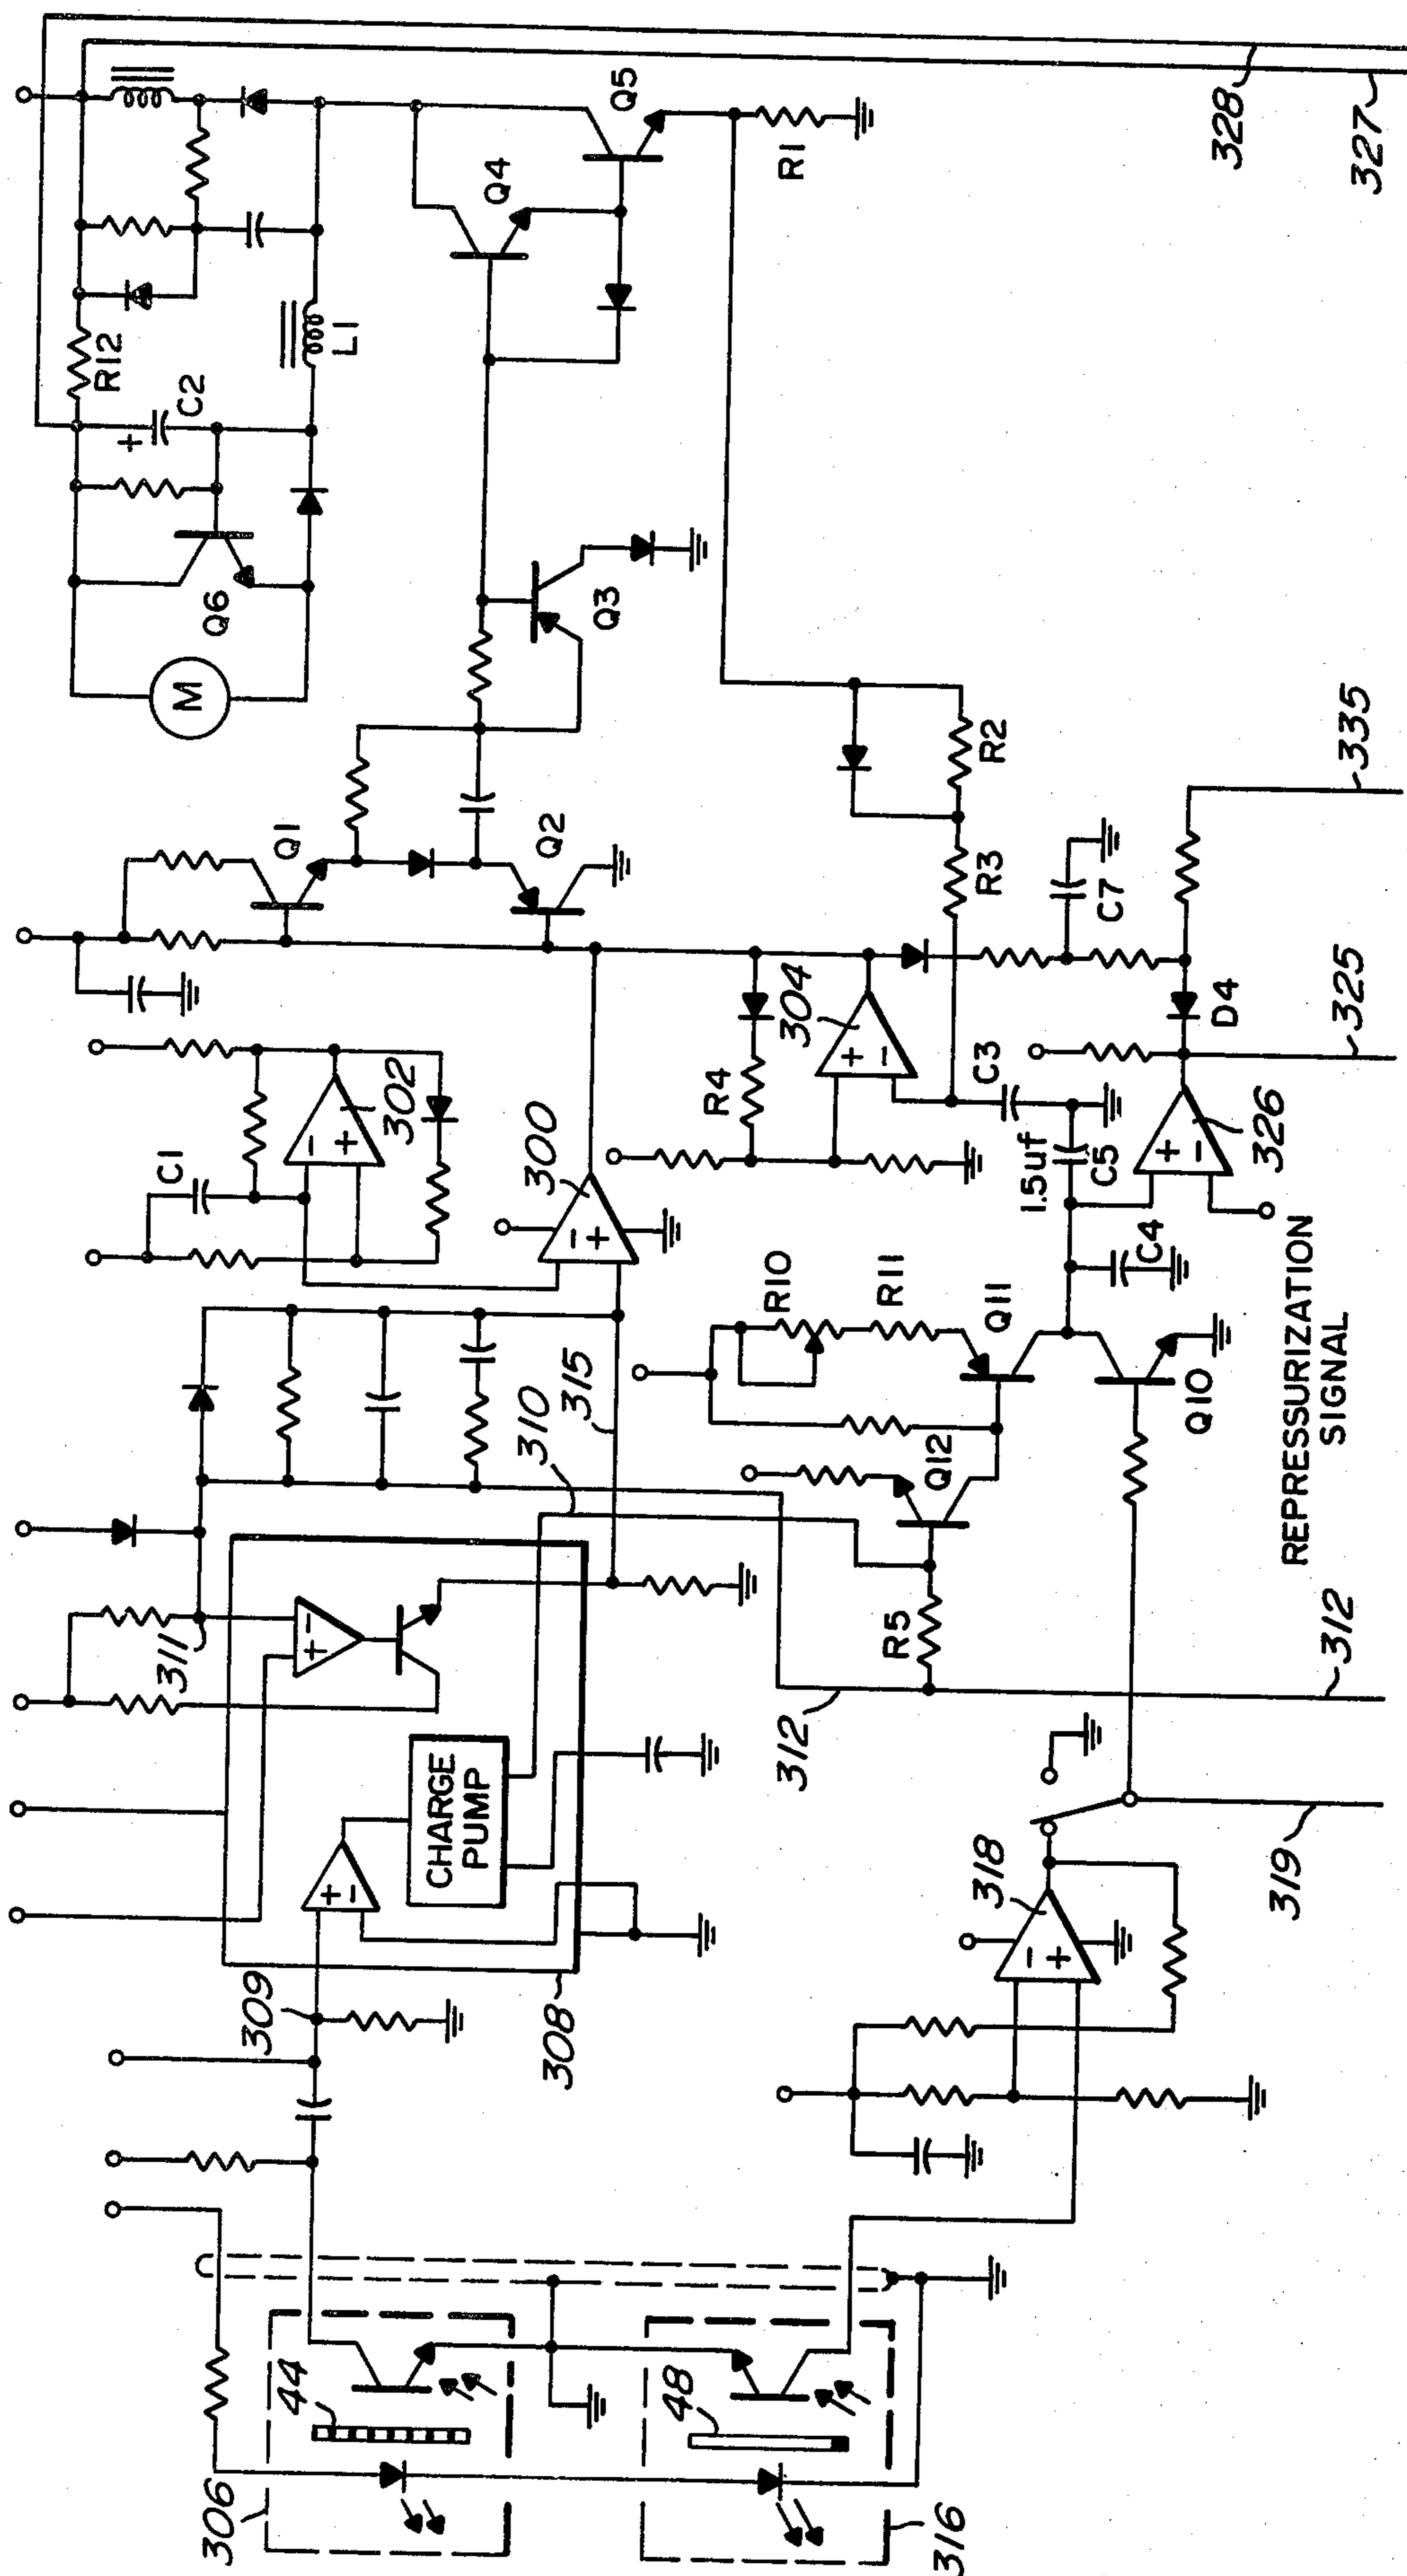 328
327
Q5
R1
Q4
R12
C2
+
L1
Q6
M
Q3
Q1
Q2
R2
R3
335
C7
325
D4
304
+
−
R4
C3
1.5uf
C5
C4
+
−
326
REPRESSURIZATION
SIGNAL
302
−
+
C1
300
−
+
R10
R11
Q11
Q10
Q12
315
310
R5
312
312
311
+
−
CHARGE
PUMP
+
−
309
308
318
−
+
319
44
48
306
316